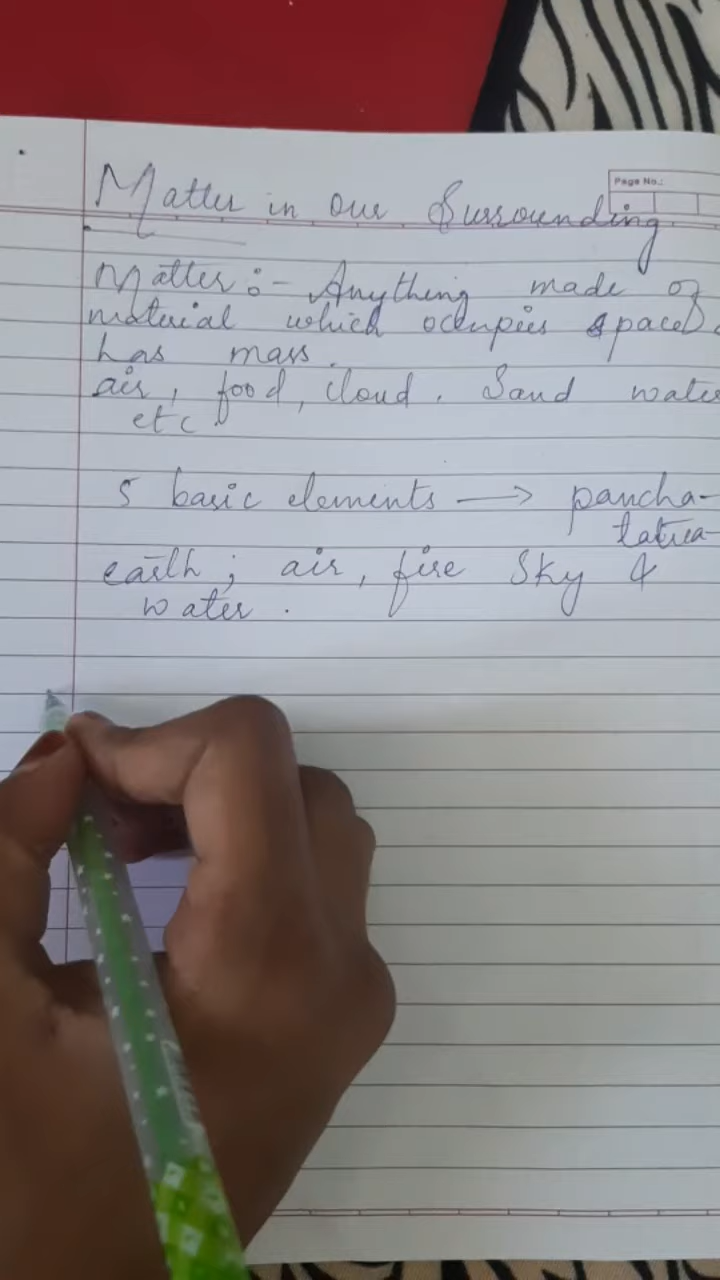 Page No.:
Matter in our Surrounding
Matter :- Anything made of
material which occupies space &
has mass.
air, food, cloud. Sand water
etc
5 basic elements → pancha-
tatva
earth; air, fire Sky &
water.